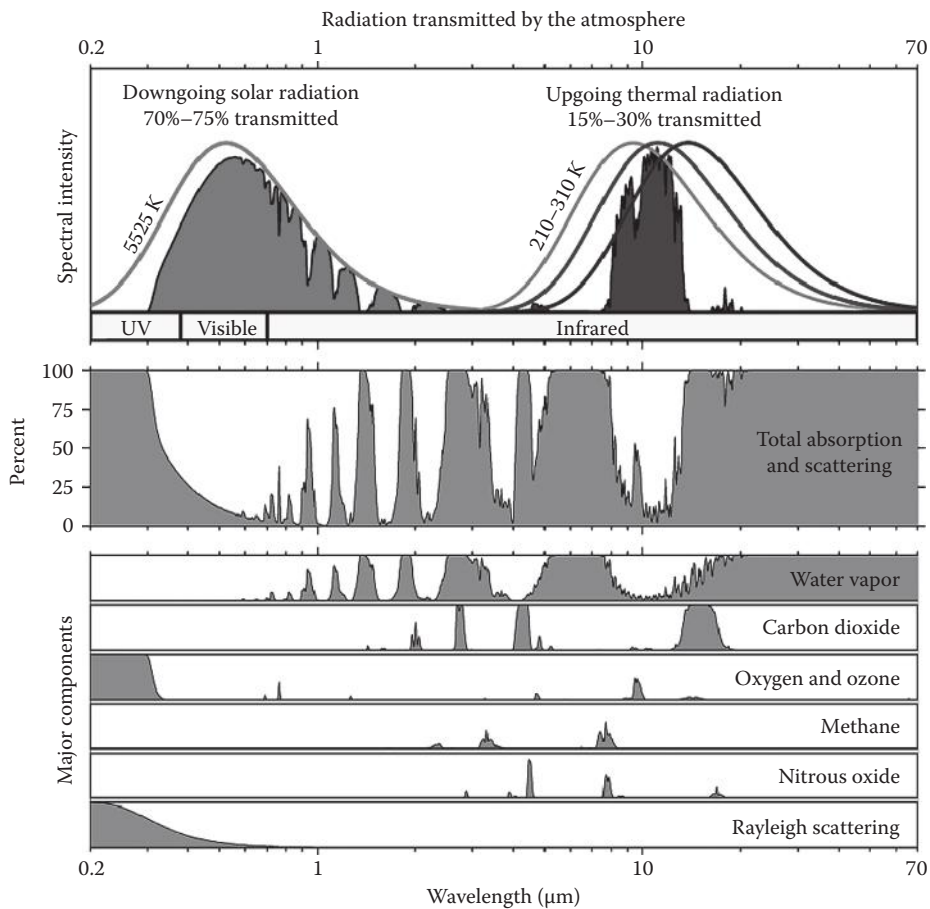 Radiation transmitted by the atmosphere
0.2 1 10 70
Downgoing solar radiation
70%–75% transmitted
Upgoing thermal radiation
15%–30% transmitted
Spectral intensity
5525 K
210–310 K
UV Visible Infrared
100
75
50
25
0
Percent
Total absorption
and scattering
Major components
Water vapor
Carbon dioxide
Oxygen and ozone
Methane
Nitrous oxide
Rayleigh scattering
0.2 1 10 70
Wavelength (μm)